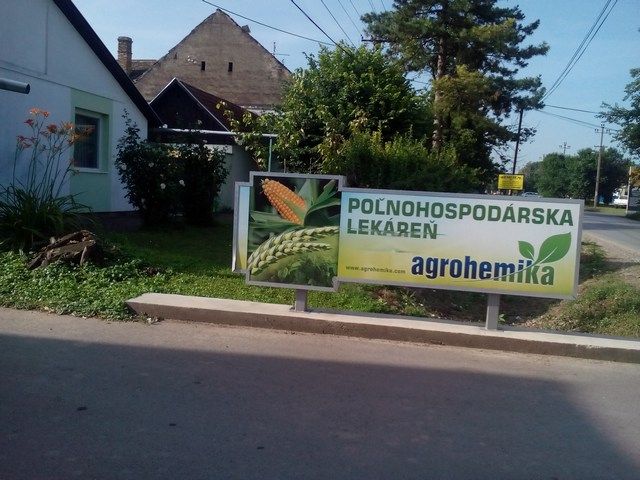 POĽNOHOSPODÁRSKA
LEKÁREŇ
www.agrohemika.com
agrohemika